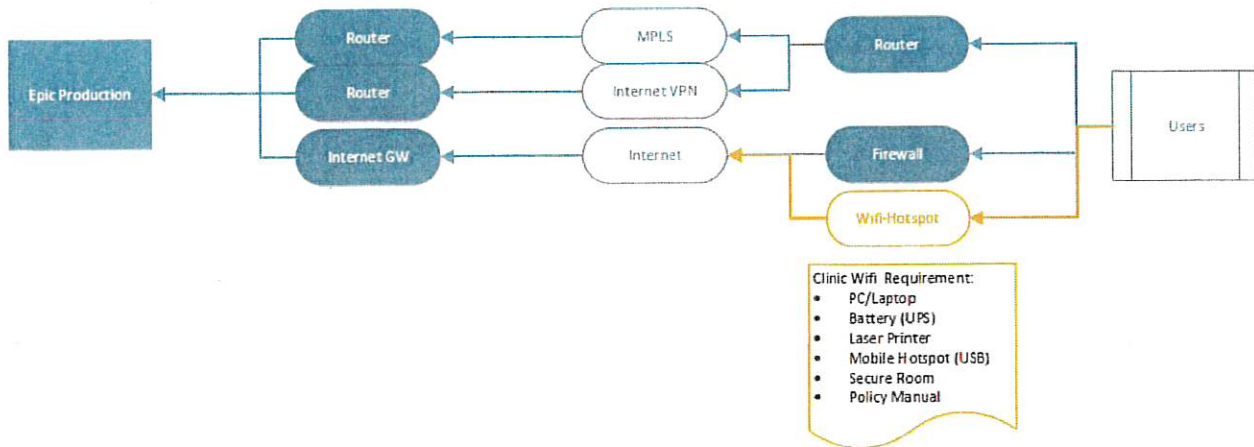 Router
MPLS
Router
Epic Production
Router
Internet VPN
Users
Internet GW
Internet
Firewall
Wifi-Hotspot
Clinic Wifi Requirement:
• PC/Laptop
• Battery (UPS)
• Laser Printer
• Mobile Hotspot (USB)
• Secure Room
• Policy Manual